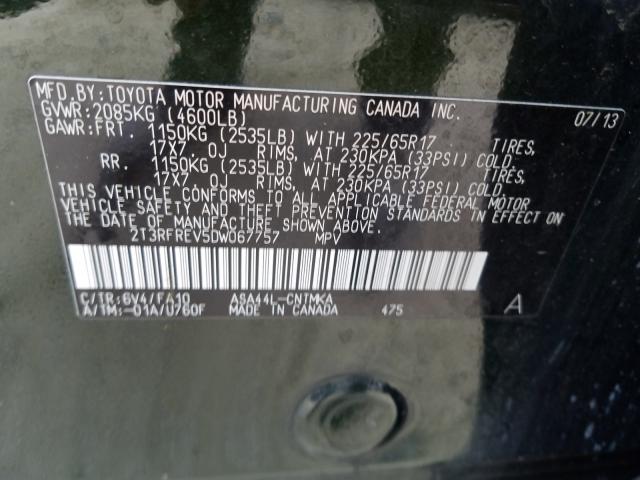 MFD.BY:TOYOTA MOTOR MANUFACTURING CANADA INC. 07/13
GVWR:2085KG (4600LB)
GAWR:FRT. 1150KG (2535LB) WITH 225/65R17 TIRES,
17X7 0J RIMS, AT 230KPA (33PSI) COLD
RR. 1150KG (2535LB) WITH 225/65R17 TIRES,
17X7 0J RIMS, AT 230KPA (33PSI) COLD.
THIS VEHICLE CONFORMS TO ALL APPLICABLE FEDERAL MOTOR
VEHICLE SAFETY AND THEFT PREVENTION STANDARDS IN EFFECT ON
THE DATE OF MANUFACTURE SHOWN ABOVE.
2T3RFREV5DW067757 MPV
C/TR:6V4/FA10 ASA44L-CNTMKA
A/TM:-01A/U760F MADE IN CANADA 475 A